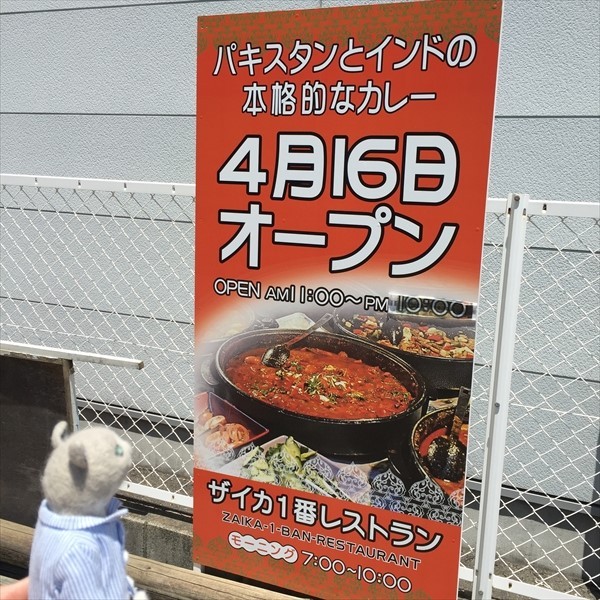 パキスタンとインドの
本格的なカレー
4月16日
オープン
OPEN AM11:00～PM 10:00
ザイカ1番レストラン
ZAIKA-1-BAN-RESTAURANT
モーニング 7:00～10:00